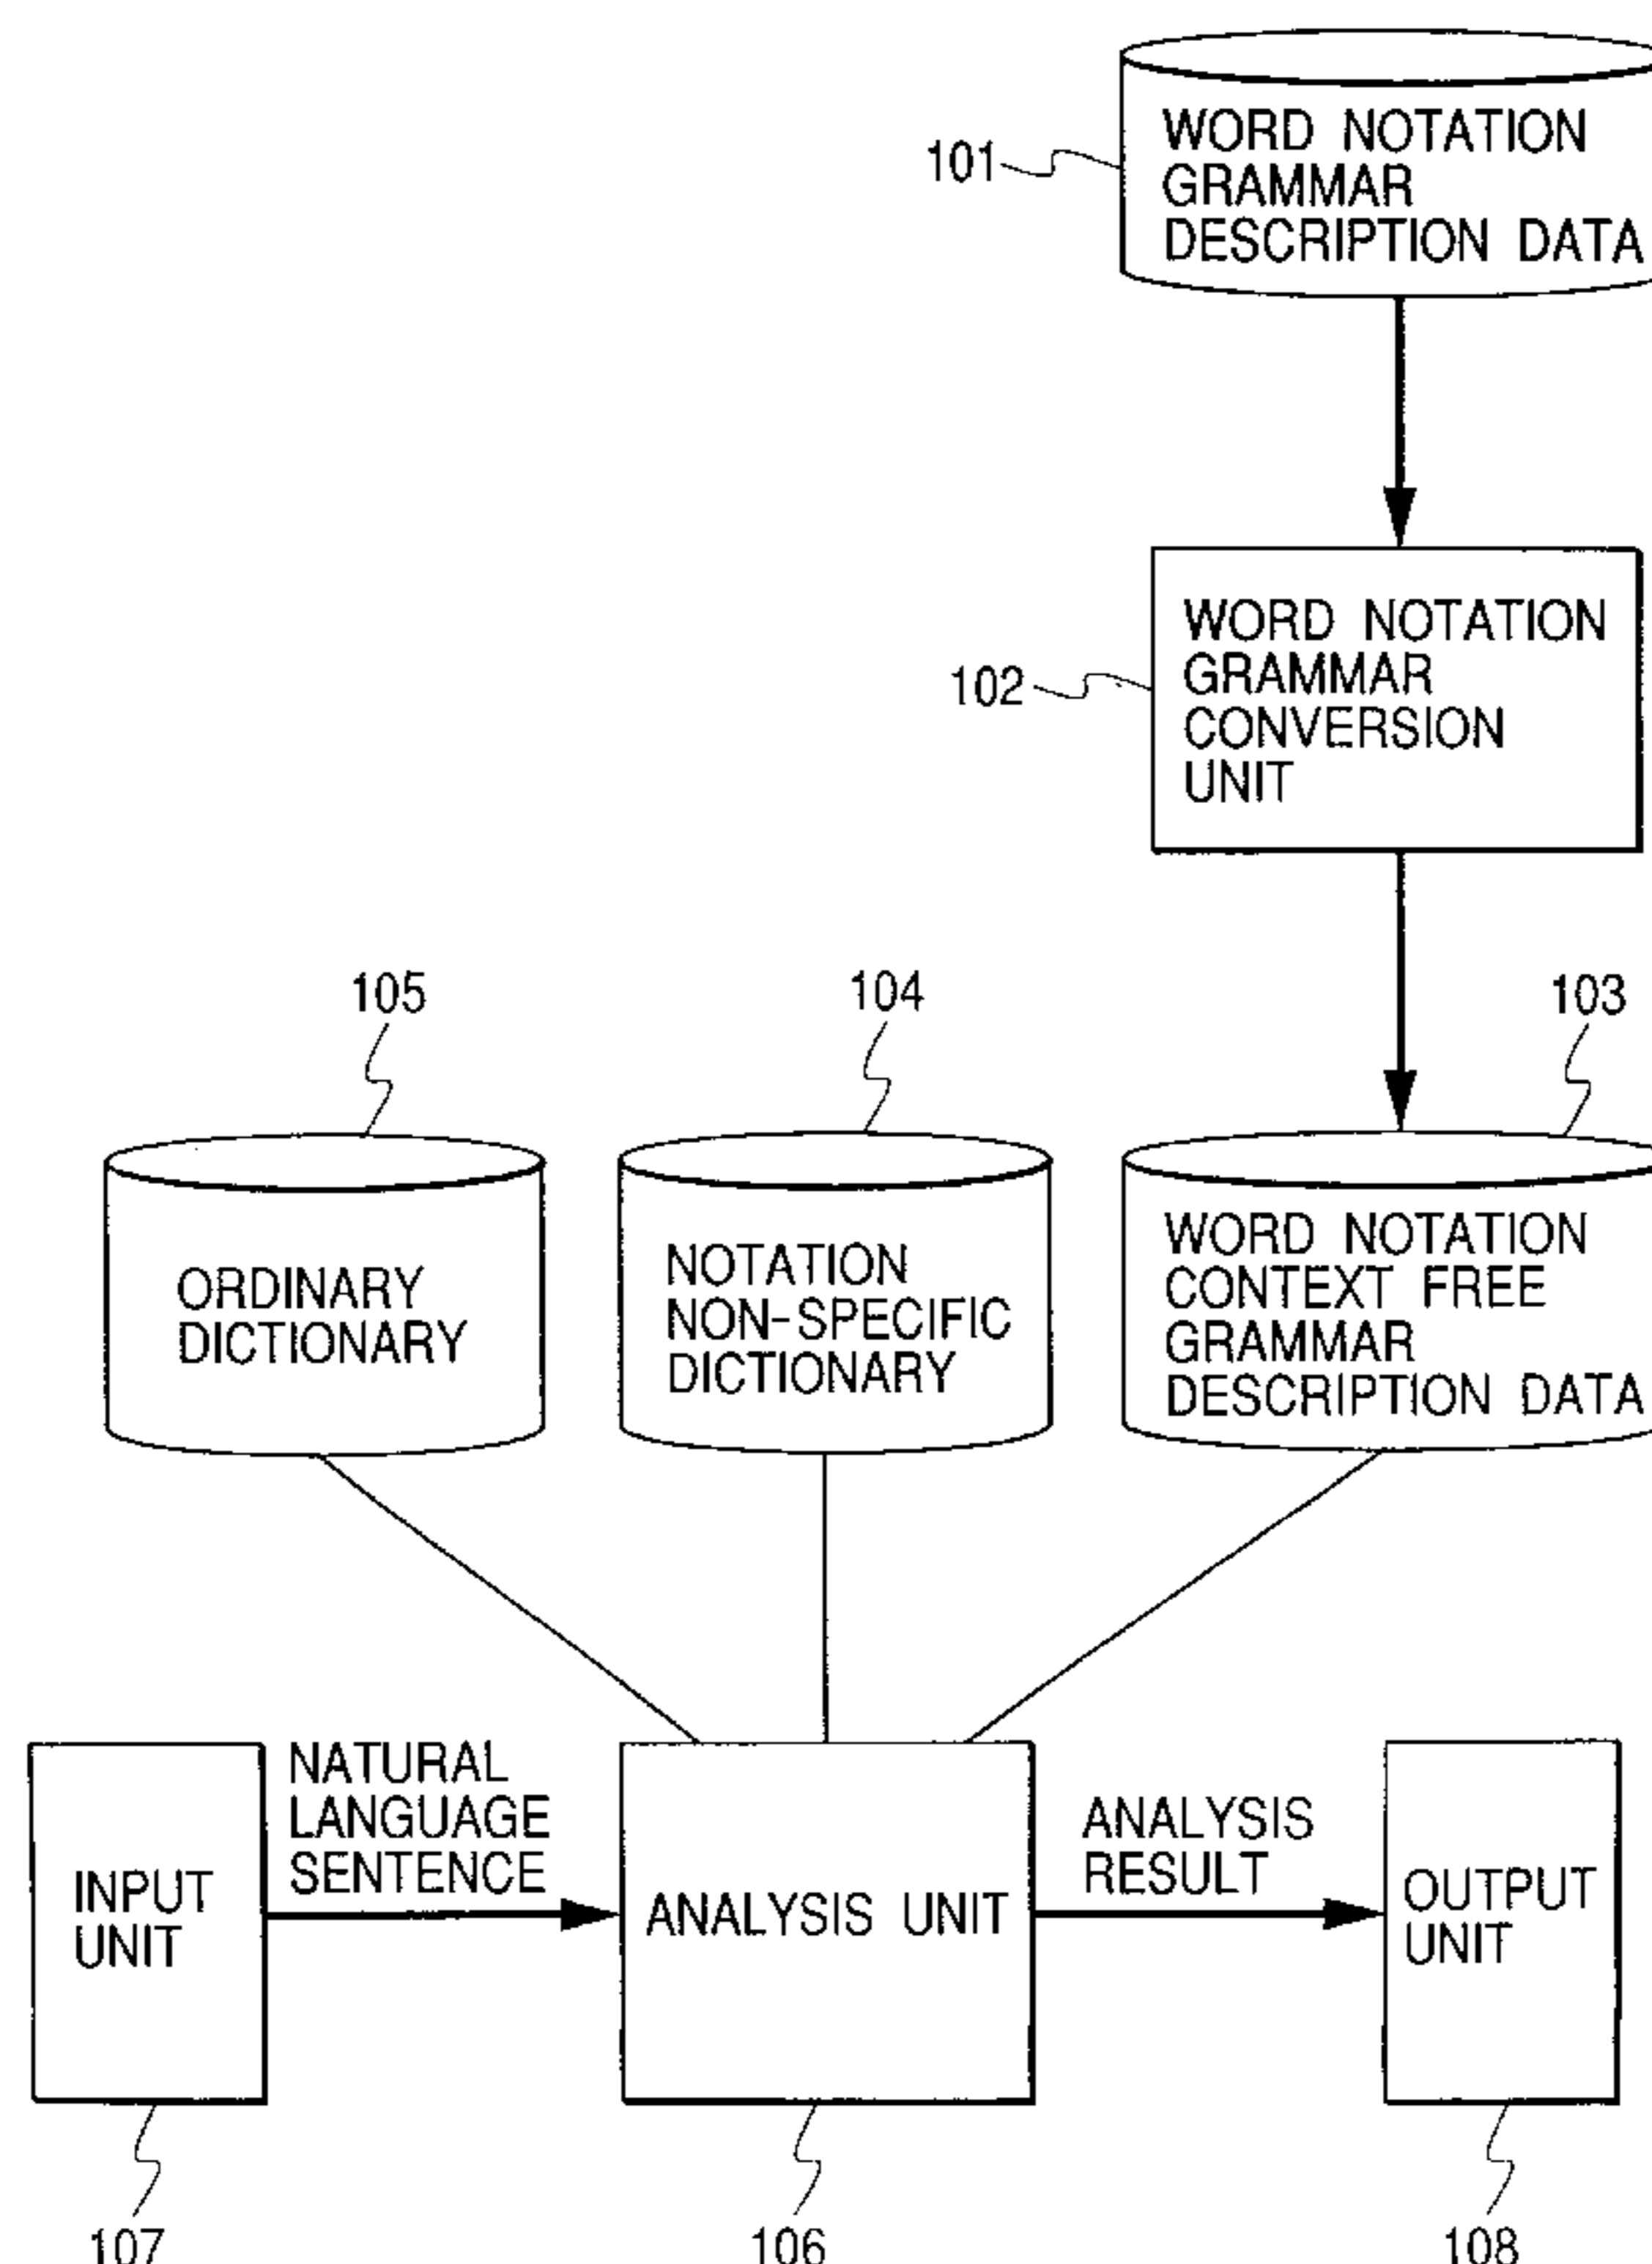 101
WORD NOTATION
GRAMMAR
DESCRIPTION DATA
102
WORD NOTATION
GRAMMAR
CONVERSION
UNIT
105
104
103
ORDINARY
DICTIONARY
NOTATION
NON-SPECIFIC
DICTIONARY
WORD NOTATION
CONTEXT FREE
GRAMMAR
DESCRIPTION DATA
INPUT
UNIT
NATURAL
LANGUAGE
SENTENCE
ANALYSIS UNIT
ANALYSIS
RESULT
OUTPUT
UNIT
107
106
108